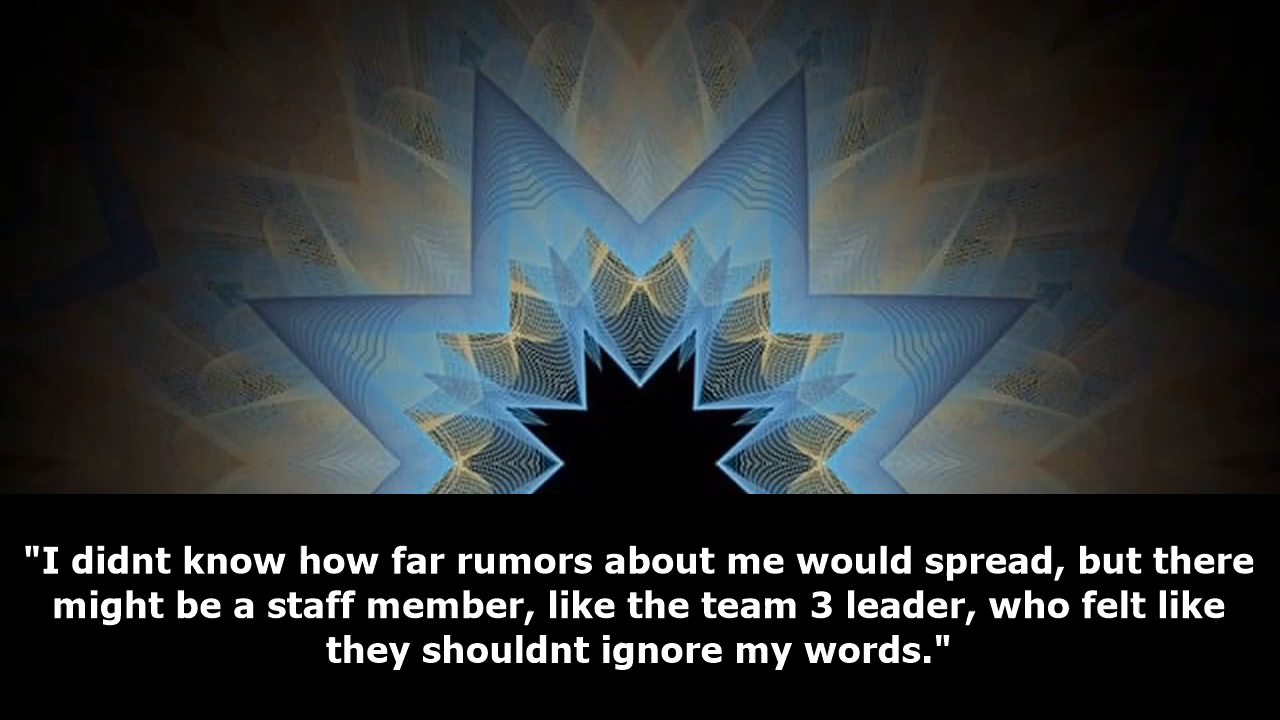 "I didnt know how far rumors about me would spread, but there
might be a staff member, like the team 3 leader, who felt like
they shouldnt ignore my words."